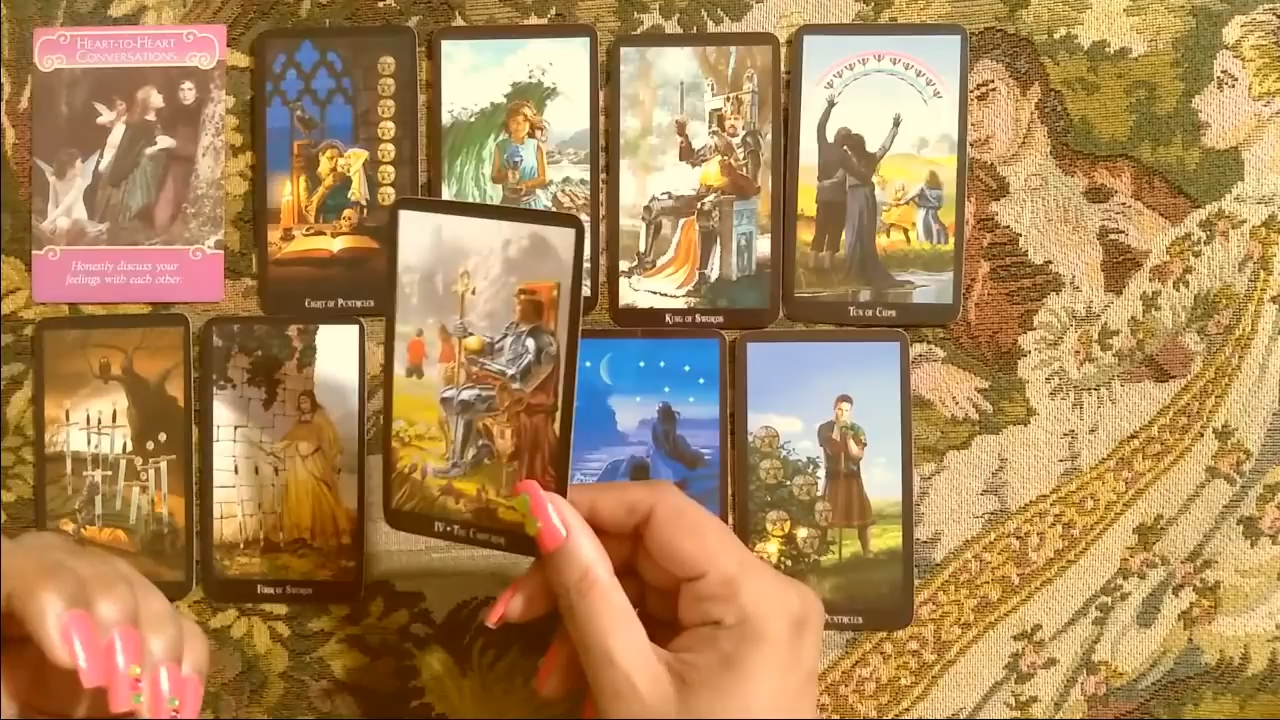 HEART-TO-HEART
CONVERSATIONS
Honestly discuss your
feelings with each other.
EIGHT OF PENTACLES
KING OF SWORDS
TEN OF CUPS
FOUR OF SWORDS
IV • THE EMPEROR
PENTACLES